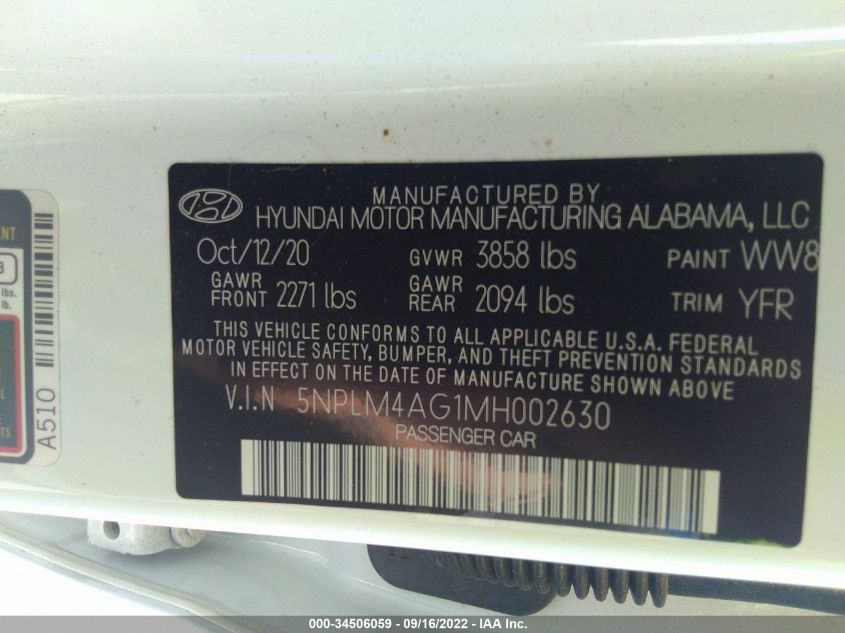 MANUFACTURED BY
HYUNDAI MOTOR MANUFACTURING ALABAMA, LLC
Oct/12/20 GVWR 3858 lbs PAINT WW8
GAWR FRONT 2271 lbs GAWR REAR 2094 lbs TRIM YFR
THIS VEHICLE CONFORMS TO ALL APPLICABLE U.S.A. FEDERAL
MOTOR VEHICLE SAFETY, BUMPER, AND THEFT PREVENTION STANDARDS
IN EFFECT ON THE DATE OF MANUFACTURE SHOWN ABOVE
V.I.N 5NPLM4AG1MH002630
PASSENGER CAR
A510
lbs.
lb.
000-34506059 - 09/16/2022 - IAA Inc.